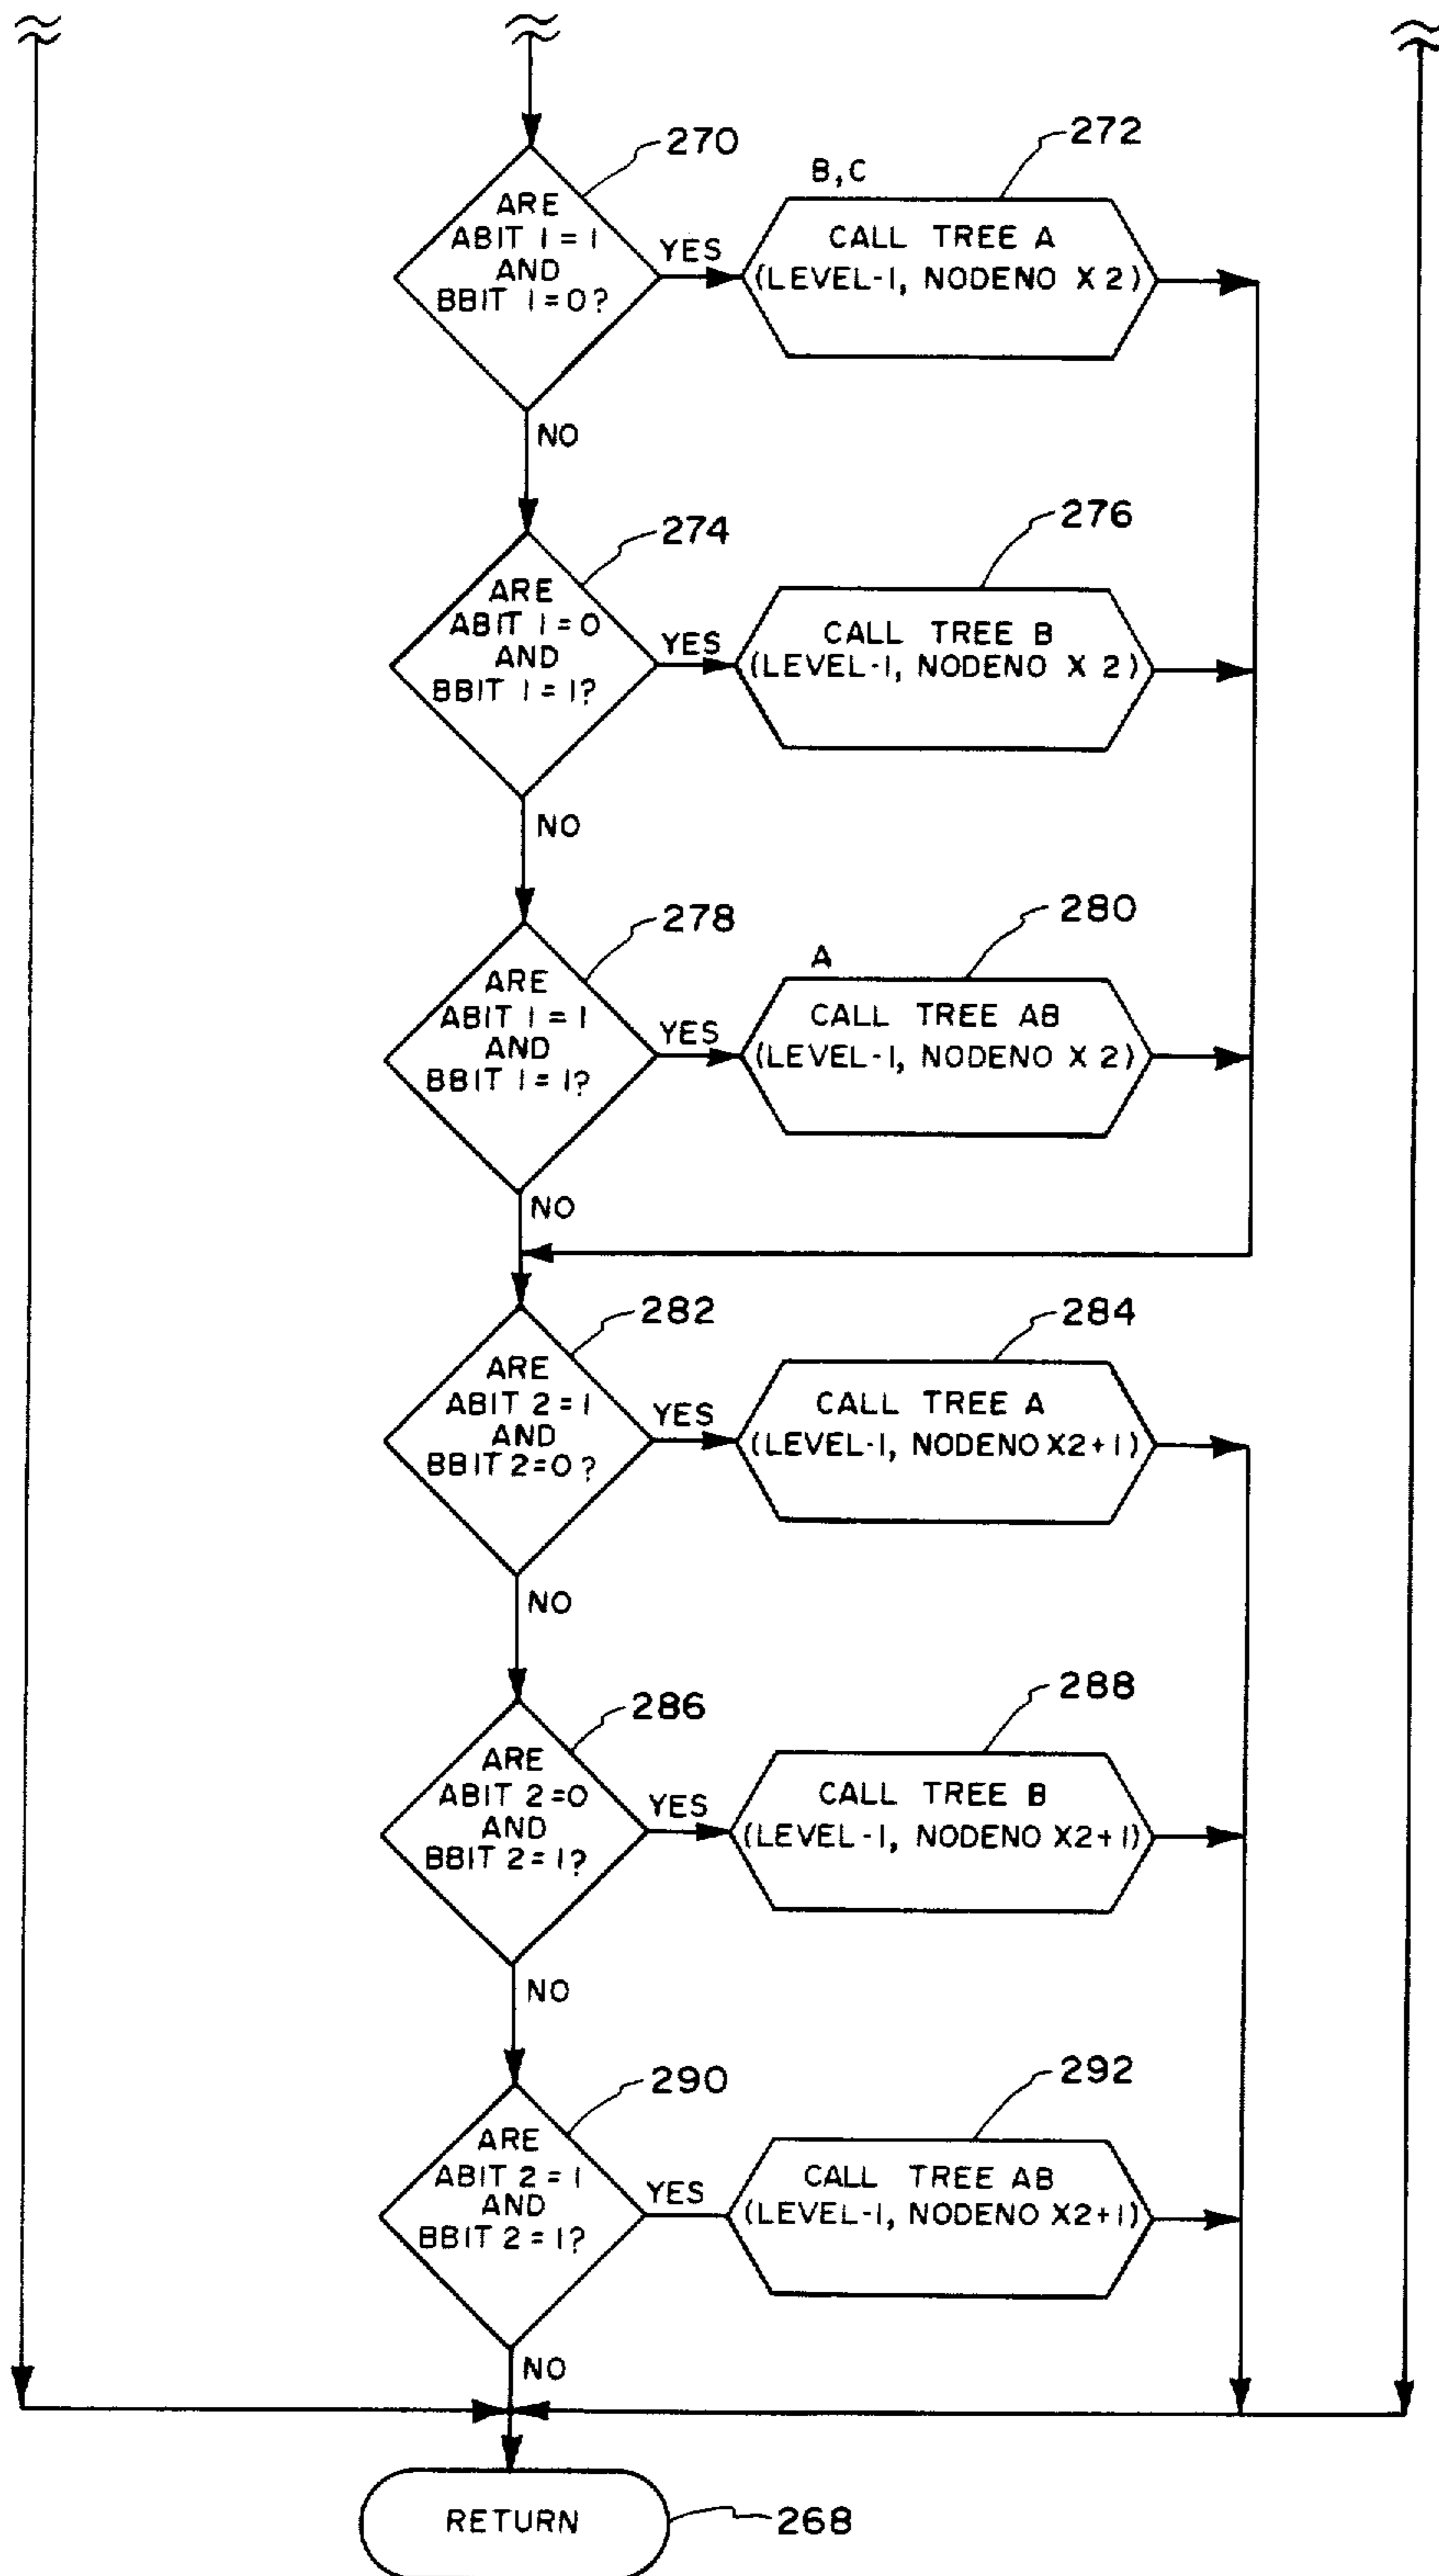 270
272
B,C
ARE
ABIT 1=1
AND
BBIT 1=0?
YES
CALL TREE A
(LEVEL-1, NODENO X 2)
NO
274
276
ARE
ABIT 1=0
AND
BBIT 1=1?
YES
CALL TREE B
(LEVEL-1, NODENO X 2)
NO
278
280
A
ARE
ABIT 1=1
AND
BBIT 1=1?
YES
CALL TREE AB
(LEVEL-1, NODENO X 2)
NO
282
284
ARE
ABIT 2=1
AND
BBIT 2=0?
YES
CALL TREE A
(LEVEL-1, NODENO X2+1)
NO
286
288
ARE
ABIT 2=0
AND
BBIT 2=1?
YES
CALL TREE B
(LEVEL-1, NODENO X2+1)
NO
290
292
ARE
ABIT 2=1
AND
BBIT 2=1?
YES
CALL TREE AB
(LEVEL-1, NODENO X2+1)
NO
RETURN
268